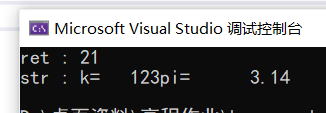 Microsoft Visual Studio 调试控制台
ret : 21
str : k=   123pi=      3.14